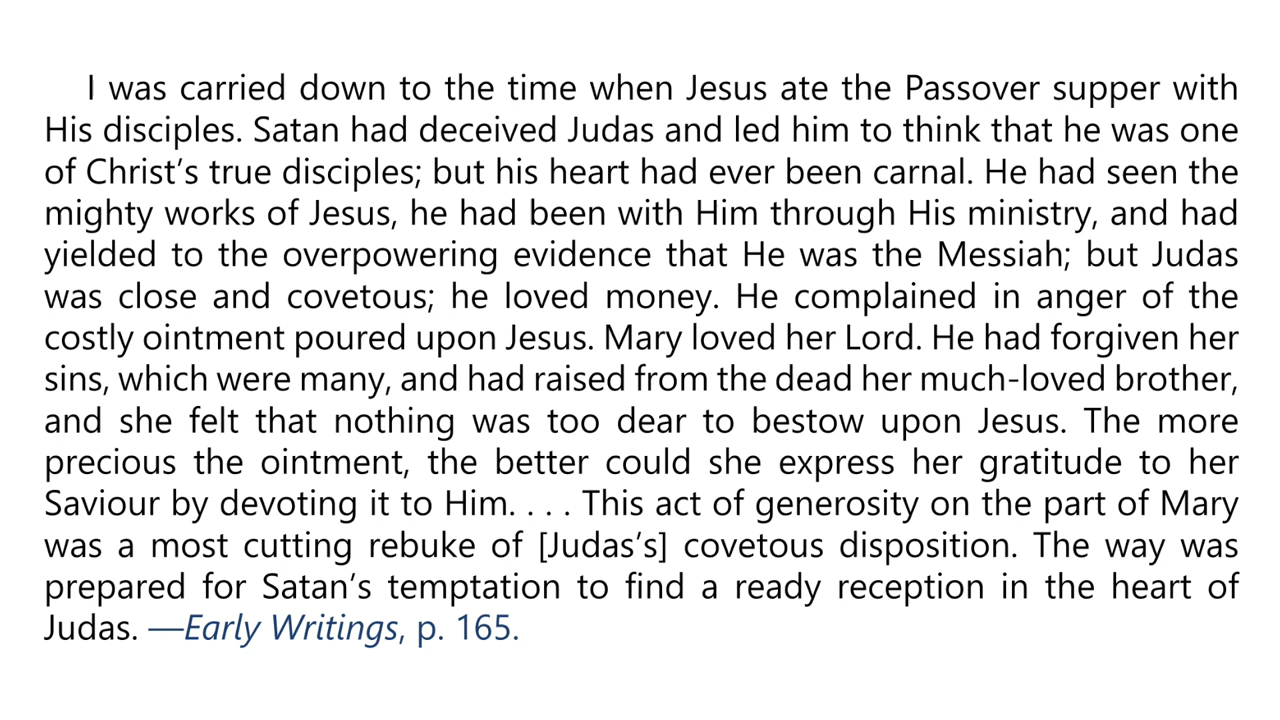 I was carried down to the time when Jesus ate the Passover supper with
His disciples. Satan had deceived Judas and led him to think that he was one
of Christ’s true disciples; but his heart had ever been carnal. He had seen the
mighty works of Jesus, he had been with Him through His ministry, and had
yielded to the overpowering evidence that He was the Messiah; but Judas
was close and covetous; he loved money. He complained in anger of the
costly ointment poured upon Jesus. Mary loved her Lord. He had forgiven her
sins, which were many, and had raised from the dead her much-loved brother,
and she felt that nothing was too dear to bestow upon Jesus. The more
precious the ointment, the better could she express her gratitude to her
Saviour by devoting it to Him. . . . This act of generosity on the part of Mary
was a most cutting rebuke of [Judas’s] covetous disposition. The way was
prepared for Satan’s temptation to find a ready reception in the heart of
Judas. —Early Writings, p. 165.